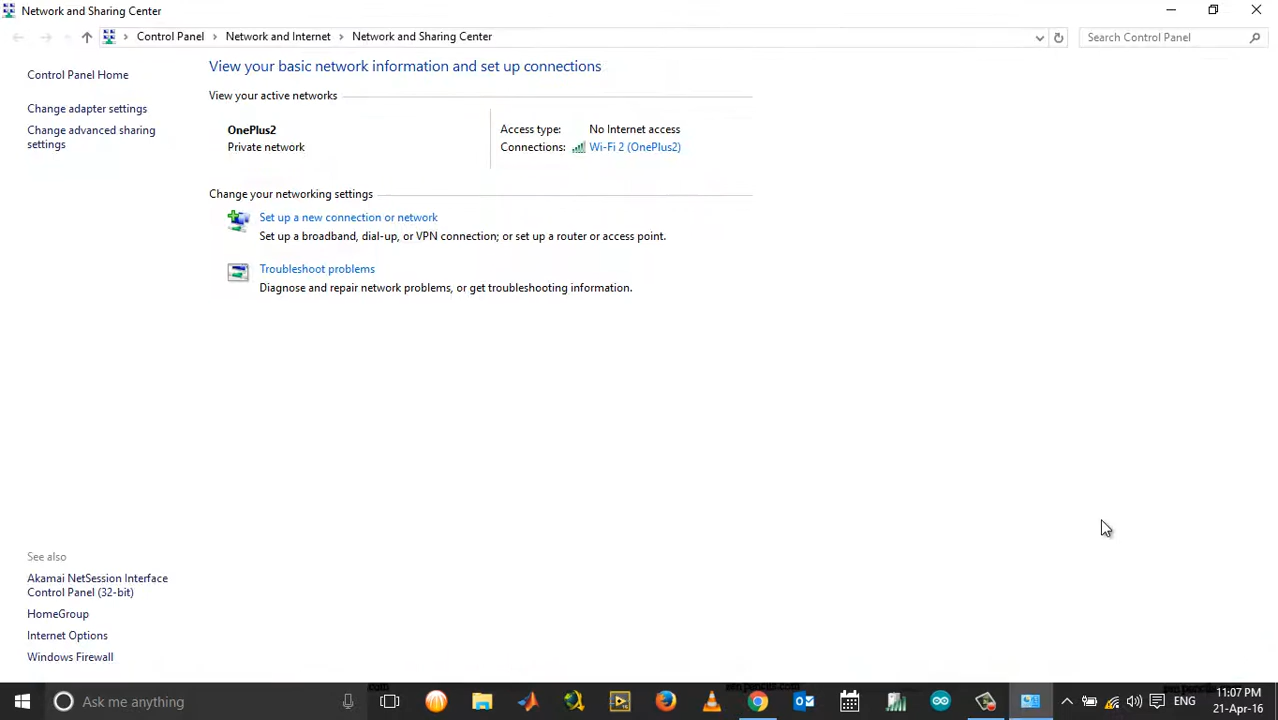 Network and Sharing Center
Control Panel > Network and Internet > Network and Sharing Center
Search Control Panel
Control Panel Home
Change adapter settings
Change advanced sharing
settings
View your basic network information and set up connections
View your active networks
OnePlus2
Private network
Access type: No Internet access
Connections: Wi-Fi 2 (OnePlus2)
Change your networking settings
Set up a new connection or network
Set up a broadband, dial-up, or VPN connection; or set up a router or access point.
Troubleshoot problems
Diagnose and repair network problems, or get troubleshooting information.
See also
Akamai NetSession Interface
Control Panel (32-bit)
HomeGroup
Internet Options
Windows Firewall
Ask me anything
ENG
11:07 PM
21-Apr-16